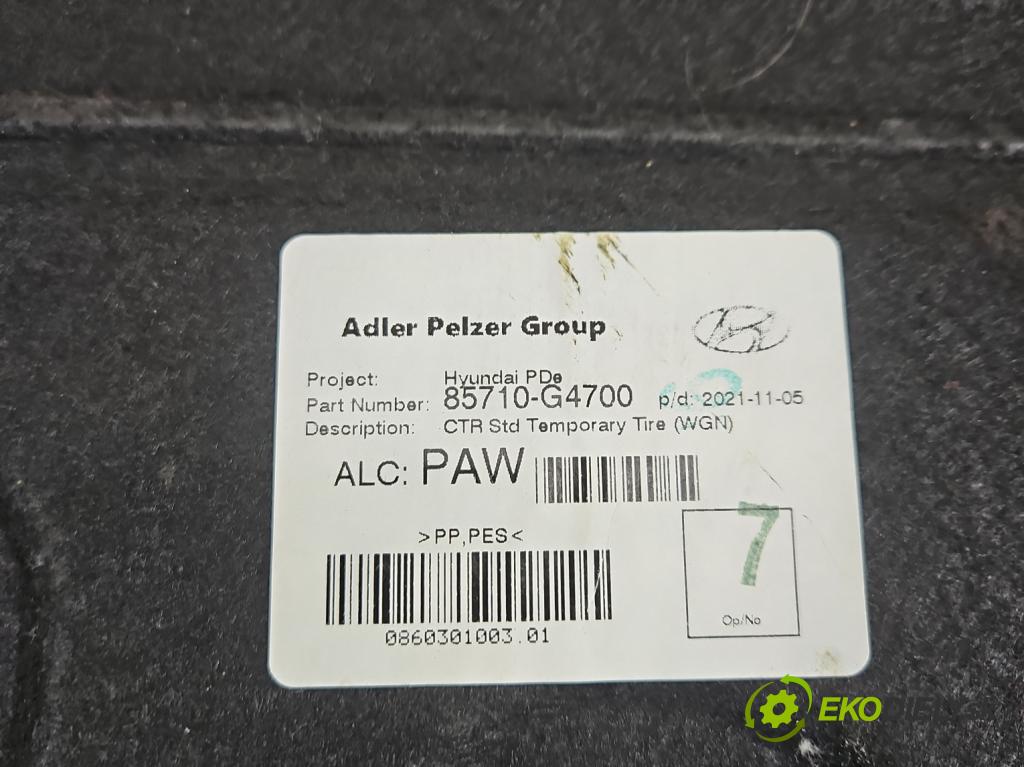 Adler Pelzer Group
Project: Hyundai PDe
Part Number: 85710-G4700 p/d: 2021-11-05
Description: CTR Std Temporary Tire (WGN)
ALC: PAW
>PP,PES<
7
Op/No
0860301003.01
EKO